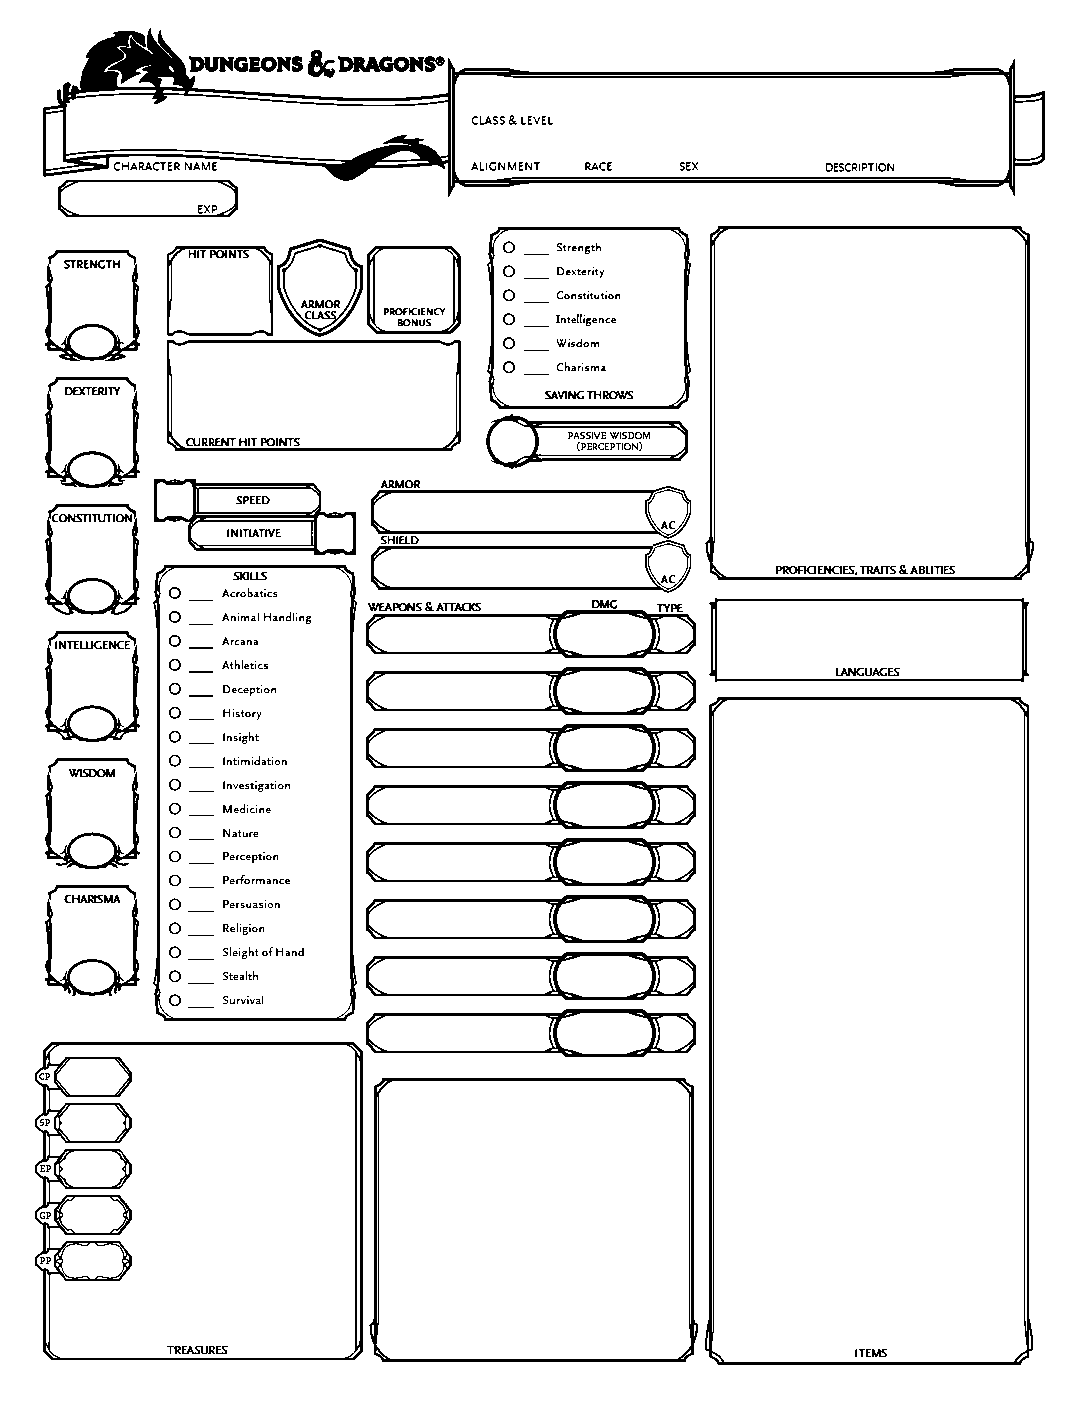 DUNGEONS & DRAGONS®
CLASS & LEVEL
CHARACTER NAME
ALIGNMENT RACE SEX DESCRIPTION
EXP
STRENGTH
DEXTERITY
CONSTITUTION
INTELLIGENCE
WISDOM
CHARISMA
HIT POINTS
ARMOR
CLASS
PROFICIENCY
BONUS
CURRENT HIT POINTS
Strength
Dexterity
Constitution
Intelligence
Wisdom
Charisma
SAVING THROWS
PASSIVE WISDOM
(PERCEPTION)
SPEED
INITIATIVE
ARMOR
AC
SHIELD
AC
SKILLS
Acrobatics
Animal Handling
Arcana
Athletics
Deception
History
Insight
Intimidation
Investigation
Medicine
Nature
Perception
Performance
Persuasion
Religion
Sleight of Hand
Stealth
Survival
WEAPONS & ATTACKS DMG TYPE
PROFICIENCIES, TRAITS & ABLITIES
LANGUAGES
CP
SP
EP
GP
PP
TREASURES
ITEMS